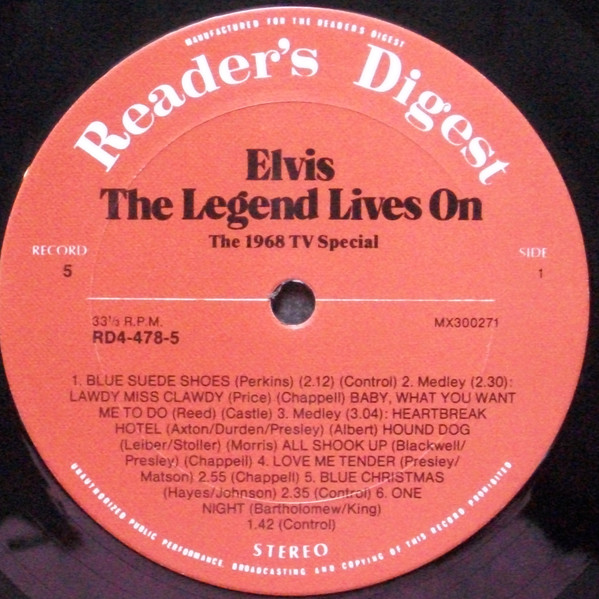 MANUFACTURED FOR THE READER'S DIGEST
Reader's Digest
Elvis
The Legend Lives On
The 1968 TV Special
RECORD
5
SIDE
1
33⅓ R.P.M.
RD4-478-5
MX300271
1. BLUE SUEDE SHOES (Perkins) (2.12) (Control) 2. Medley (2.30):
LAWDY MISS CLAWDY (Price) (Chappell) BABY, WHAT YOU WANT
ME TO DO (Reed) (Castle) 3. Medley (3.04): HEARTBREAK
HOTEL (Axton/Durden/Presley) (Albert) HOUND DOG
(Leiber/Stoller) (Morris) ALL SHOOK UP (Blackwell/
Presley) (Chappell) 4. LOVE ME TENDER (Presley/
Matson) 2.55 (Chappell) 5. BLUE CHRISTMAS
(Hayes/Johnson) 2.35 (Control) 6. ONE
NIGHT (Bartholomew/King)
1.42 (Control)
STEREO
UNAUTHORIZED PUBLIC PERFORMANCE, BROADCASTING AND COPYING OF THIS RECORD PROHIBITED